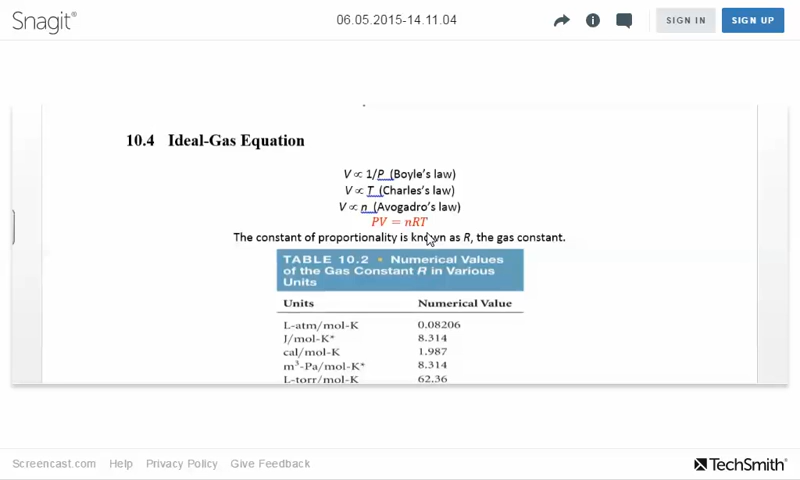 Snagit®
06.05.2015-14.11.04
SIGN IN
SIGN UP
10.4 Ideal-Gas Equation
V ∝ 1/P (Boyle's law)
V ∝ T (Charles's law)
V ∝ n (Avogadro's law)
PV = nRT
The constant of proportionality is known as R, the gas constant.
TABLE 10.2 • Numerical Values
of the Gas Constant R in Various
Units
Units Numerical Value
L-atm/mol-K 0.08206
J/mol-K* 8.314
cal/mol-K 1.987
m³-Pa/mol-K* 8.314
L-torr/mol-K 62.36
Screencast.com Help Privacy Policy Give Feedback
TechSmith®